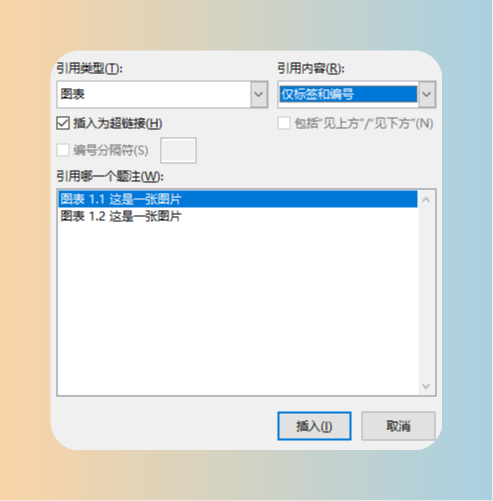 引用类型(T): 引用内容(R):
图表 仅标签和编号
插入为超链接(H) 包括“见上方”/“见下方”(N)
编号分隔符(S)
引用哪一个题注(W):
图表 1.1 这是一张图片
图表 1.2 这是一张图片
插入(I) 取消